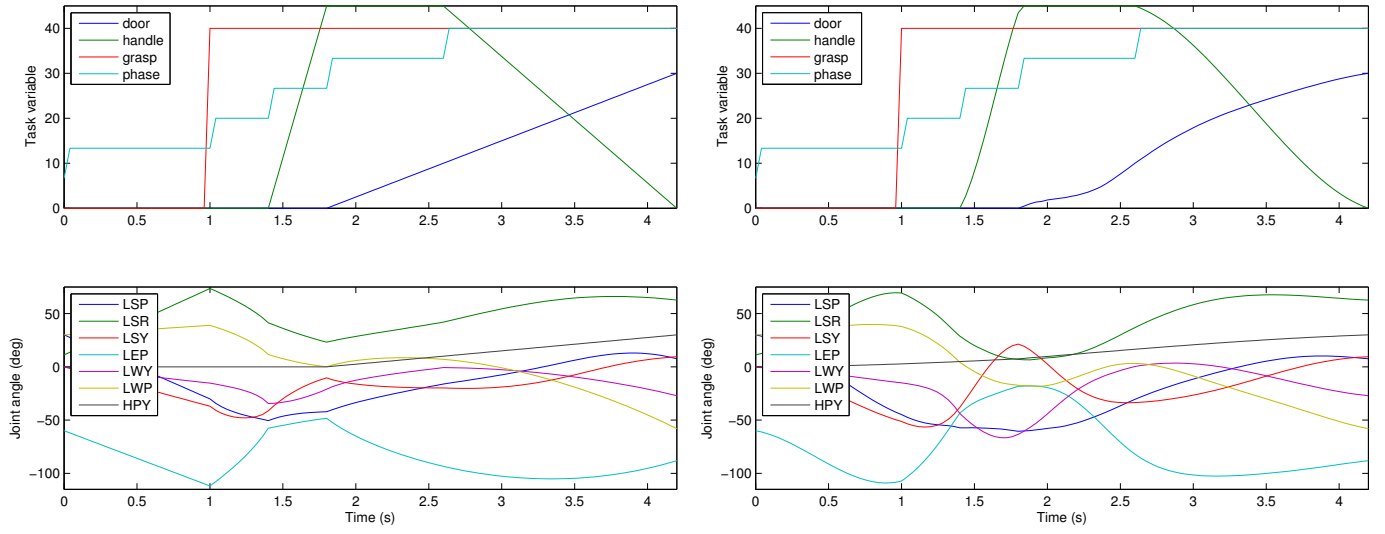 door
handle
grasp
phase
Task variable
40
30
20
10
0
0 0.5 1 1.5 2 2.5 3 3.5 4
door
handle
grasp
phase
Task variable
40
30
20
10
0
0 0.5 1 1.5 2 2.5 3 3.5 4
LSP
LSR
LSY
LEP
LWY
LWP
HPY
Joint angle (deg)
50
0
−50
−100
0 0.5 1 1.5 2 2.5 3 3.5 4
Time (s)
LSP
LSR
LSY
LEP
LWY
LWP
HPY
Joint angle (deg)
50
0
−50
−100
0 0.5 1 1.5 2 2.5 3 3.5 4
Time (s)